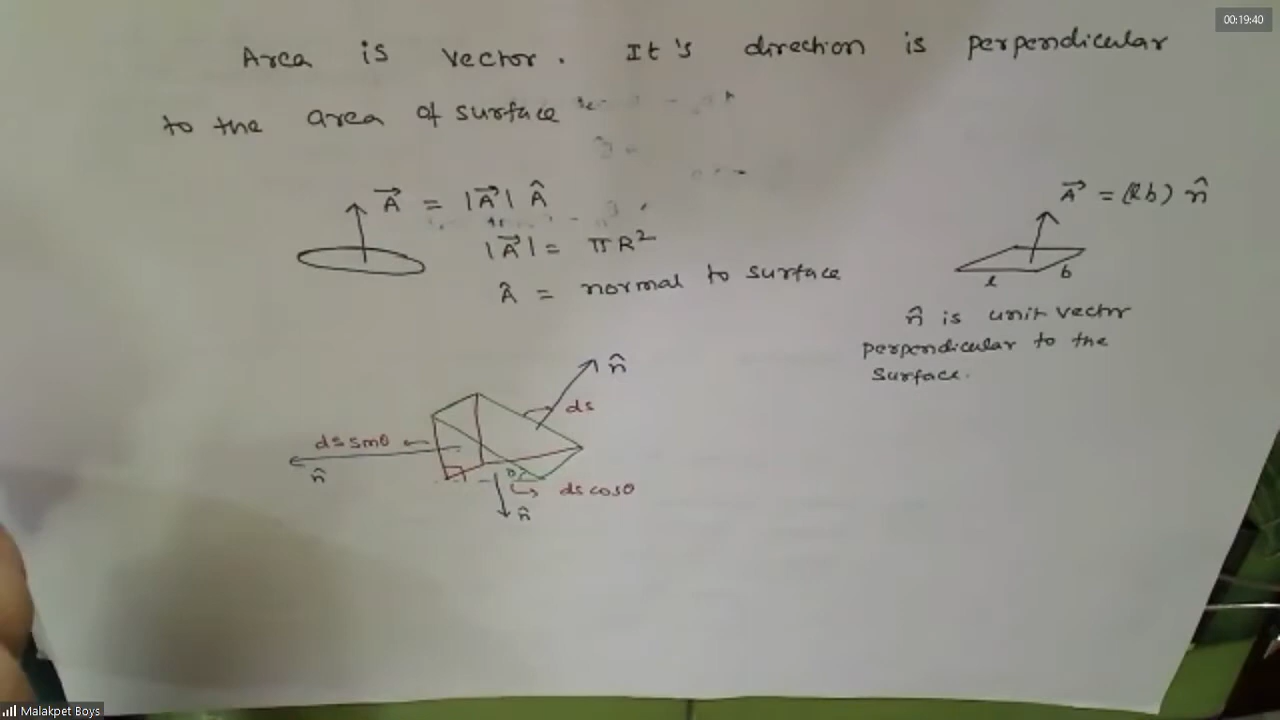 00:19:40
Area is vector. It's direction is perpendicular
to the area of surface
A⃗ = |A⃗| Â
|A⃗| = πR²
Â = normal to surface
A⃗ = (lb) n̂
l
b
n̂ is unit vector
perpendicular to the
surface.
n̂
ds
ds sinθ
n̂
θ
ds cosθ
n̂
Malakpet Boys